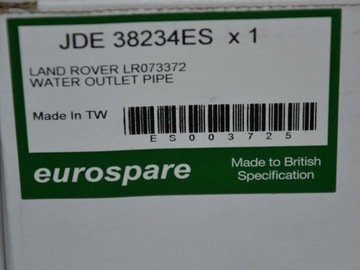 JDE 38234ES x 1
LAND ROVER LR073372
WATER OUTLET PIPE
Made In TW
ES003725
eurospare
Made to British
Specification